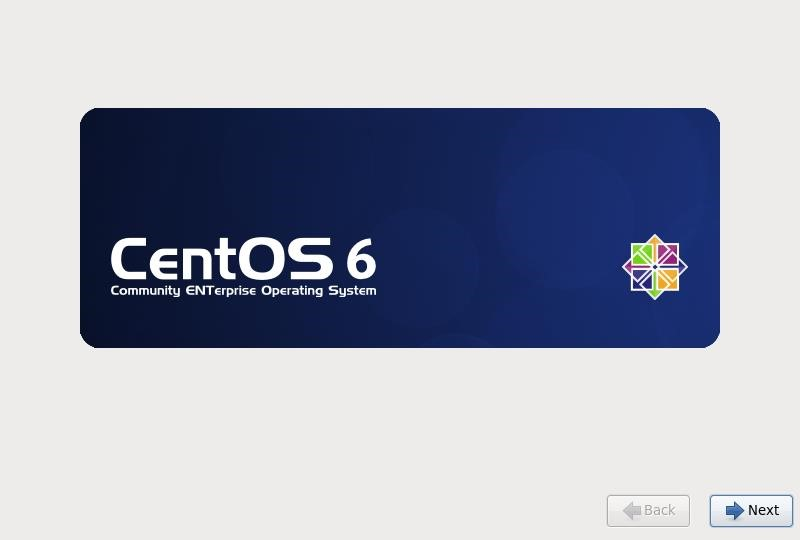 CentOS 6
Community ENTerprise Operating System
Back
Next